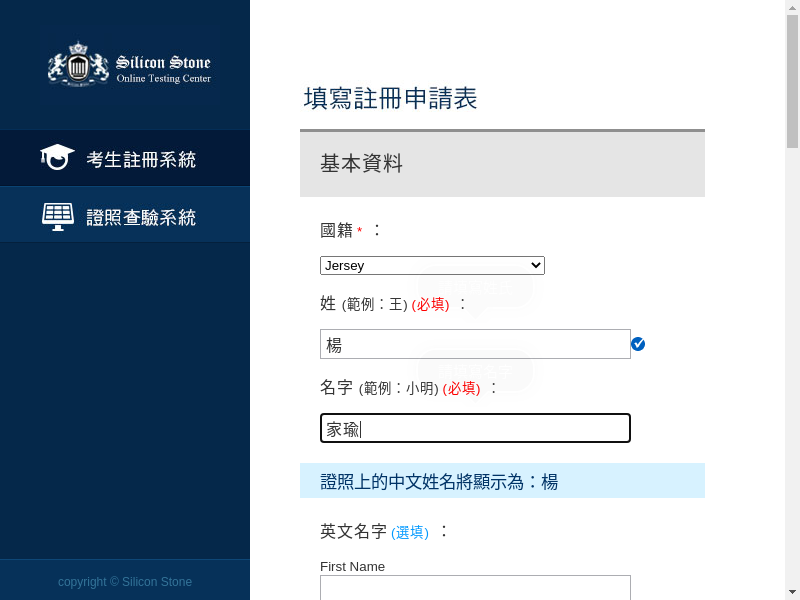 Silicon Stone
Online Testing Center
考生註冊系統
證照查驗系統
copyright © Silicon Stone
填寫註冊申請表
基本資料
國籍 * ：
Jersey
姓 (範例：王) (必填) ：
楊
名字 (範例：小明) (必填) ：
家瑜
證照上的中文姓名將顯示為：楊
英文名字 (選填) ：
First Name